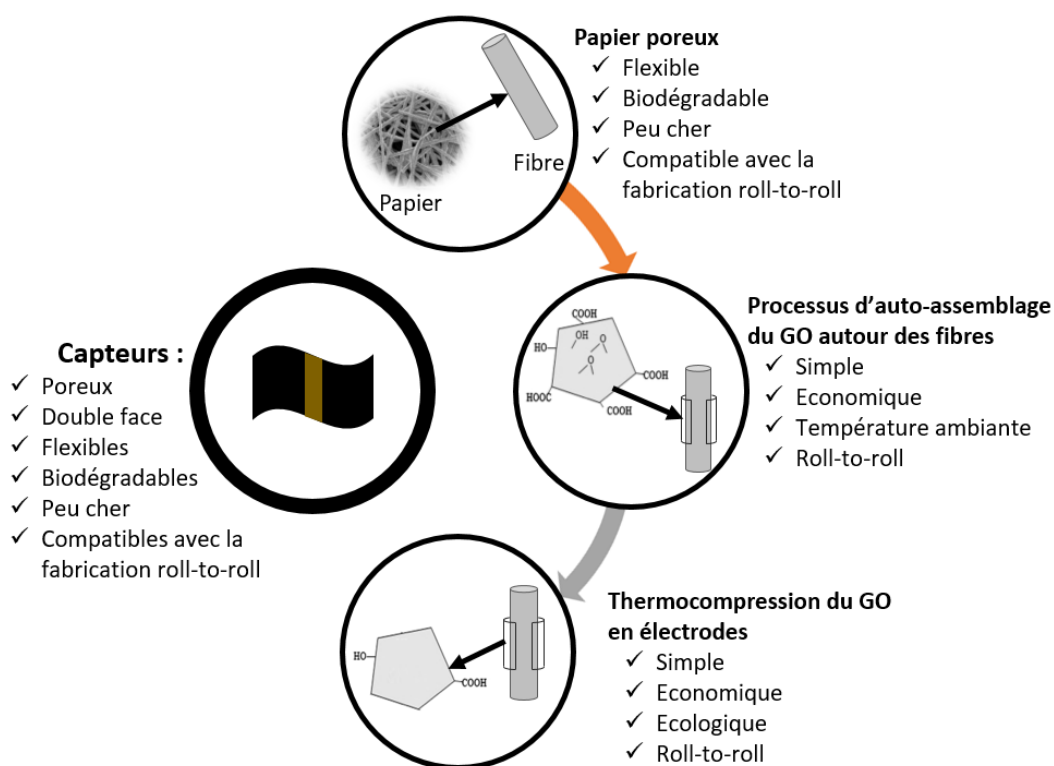 Papier poreux
✓ Flexible
✓ Biodégradable
✓ Peu cher
✓ Compatible avec la
fabrication roll-to-roll
Fibre
Papier
Processus d’auto-assemblage
du GO autour des fibres
✓ Simple
✓ Economique
✓ Température ambiante
✓ Roll-to-roll
COOH
OH
O
HO
O
COOH
HOOC
COOH
Thermocompression du GO
en électrodes
✓ Simple
✓ Economique
✓ Ecologique
✓ Roll-to-roll
HO
COOH
Capteurs :
✓ Poreux
✓ Double face
✓ Flexibles
✓ Biodégradables
✓ Peu cher
✓ Compatibles avec la
fabrication roll-to-roll